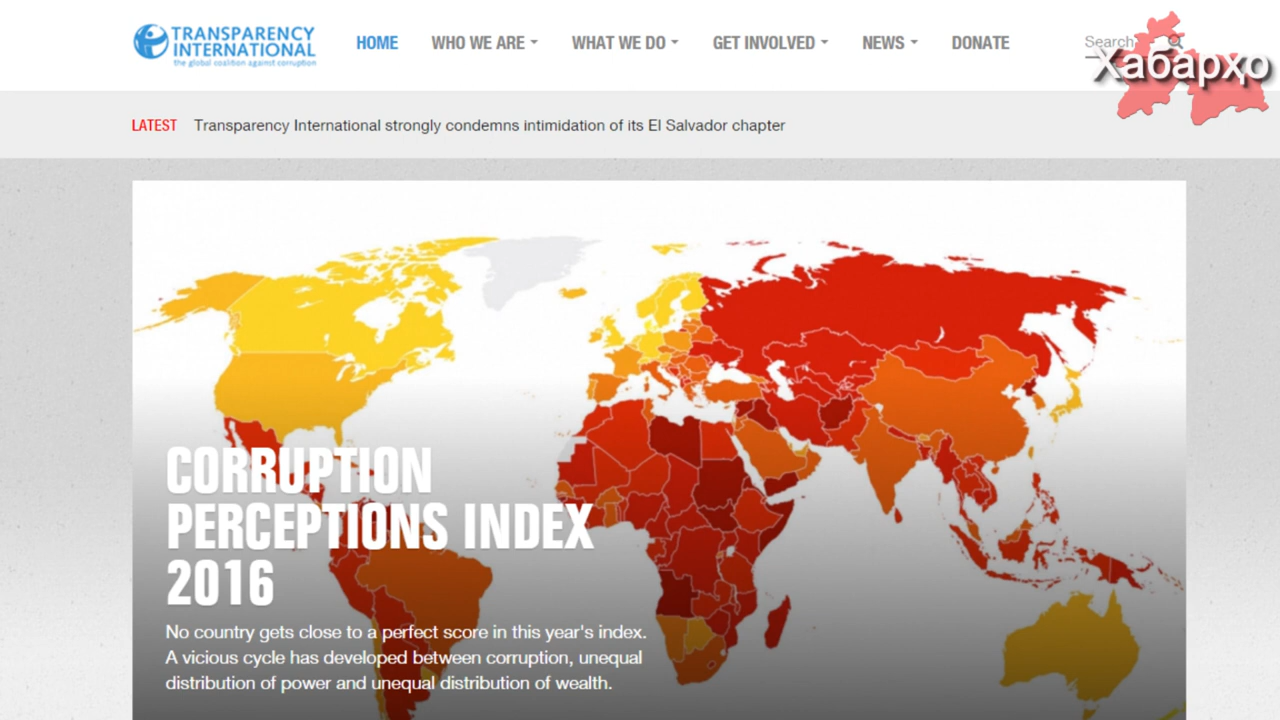 TRANSPARENCY
INTERNATIONAL
the global coalition against corruption
HOME
WHO WE ARE
WHAT WE DO
GET INVOLVED
NEWS
DONATE
Search
Хабарҳо
LATEST
Transparency International strongly condemns intimidation of its El Salvador chapter
CORRUPTION
PERCEPTIONS INDEX
2016
No country gets close to a perfect score in this year's index.
A vicious cycle has developed between corruption, unequal
distribution of power and unequal distribution of wealth.